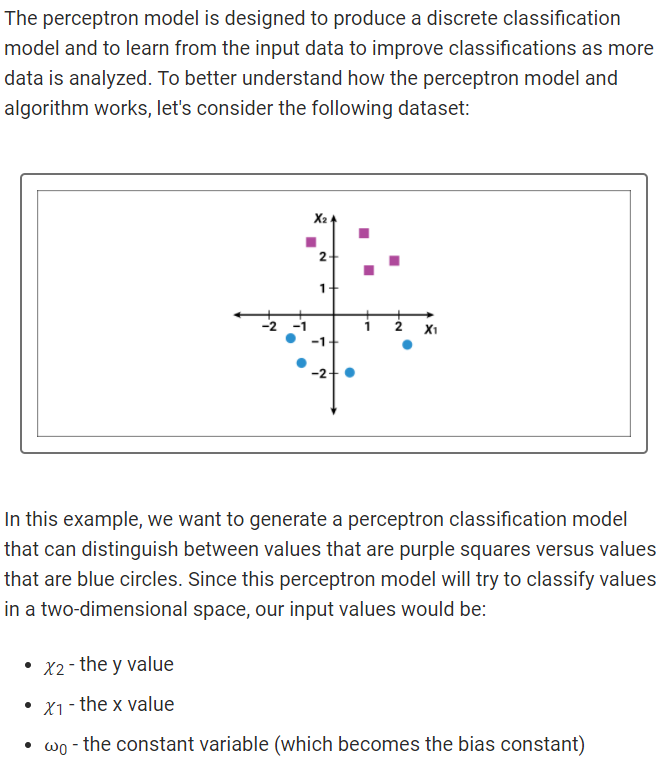 The perceptron model is designed to produce a discrete classification
model and to learn from the input data to improve classifications as more
data is analyzed. To better understand how the perceptron model and
algorithm works, let's consider the following dataset:
X₂
2
1
−2 −1 1 2 X₁
−1
−2
In this example, we want to generate a perceptron classification model
that can distinguish between values that are purple squares versus values
that are blue circles. Since this perceptron model will try to classify values
in a two-dimensional space, our input values would be:
• χ₂ - the y value
• χ₁ - the x value
• ω₀ - the constant variable (which becomes the bias constant)